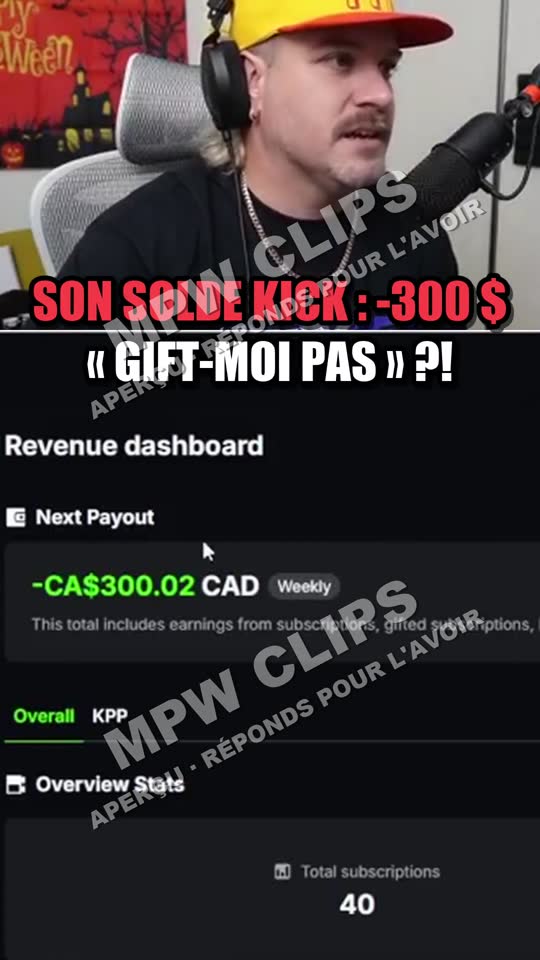 ween
SON SOLDE KICK : -300 $
« GIFT-MOI PAS » ?!
MPW CLIPS
APERÇU · RÉPONDS POUR L'AVOIR
Revenue dashboard
Next Payout
-CA$300.02 CAD Weekly
This total includes earnings from subscriptions, gifted subscriptions,
MPW CLIPS
APERÇU · RÉPONDS POUR L'AVOIR
Overall KPP
Overview Stats
Total subscriptions
40